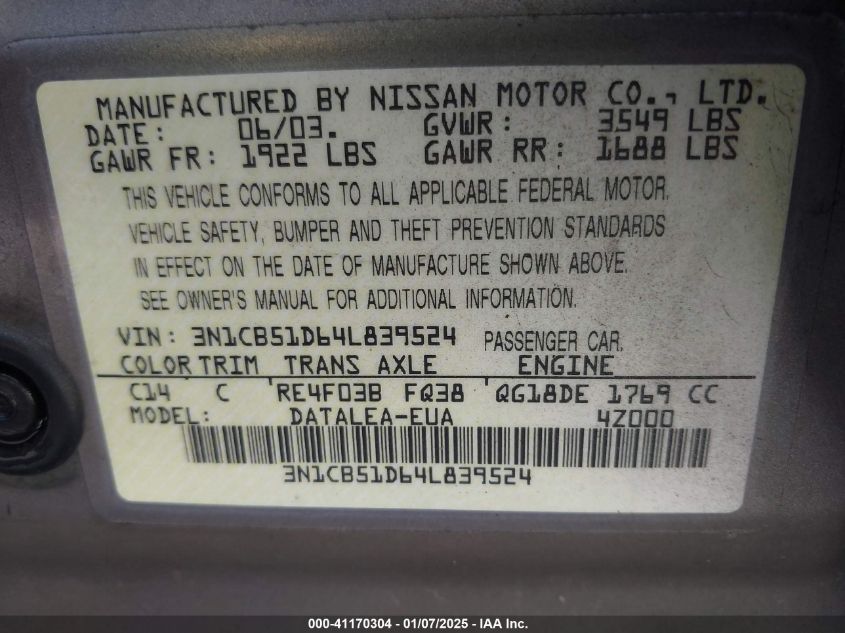 MANUFACTURED BY NISSAN MOTOR CO., LTD.
DATE: 06/03. GVWR: 3549 LBS
GAWR FR: 1922 LBS GAWR RR: 1688 LBS
THIS VEHICLE CONFORMS TO ALL APPLICABLE FEDERAL MOTOR
VEHICLE SAFETY, BUMPER AND THEFT PREVENTION STANDARDS
IN EFFECT ON THE DATE OF MANUFACTURE SHOWN ABOVE.
SEE OWNER'S MANUAL FOR ADDITIONAL INFORMATION.
VIN: 3N1CB51D64L839524 PASSENGER CAR.
COLOR TRIM TRANS AXLE ENGINE
C14 C RE4F03B FQ38 QG18DE 1769 CC
MODEL: DATALEA-EUA 4Z000
3N1CB51D64L839524
000-41170304 - 01/07/2025 - IAA Inc.